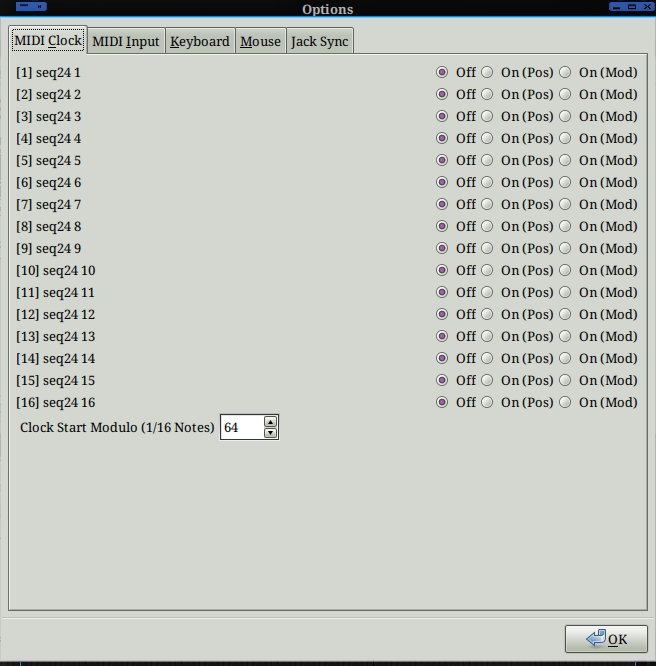 Options
MIDI Clock MIDI Input Keyboard Mouse Jack Sync
[1] seq24 1 Off On (Pos) On (Mod)
[2] seq24 2 Off On (Pos) On (Mod)
[3] seq24 3 Off On (Pos) On (Mod)
[4] seq24 4 Off On (Pos) On (Mod)
[5] seq24 5 Off On (Pos) On (Mod)
[6] seq24 6 Off On (Pos) On (Mod)
[7] seq24 7 Off On (Pos) On (Mod)
[8] seq24 8 Off On (Pos) On (Mod)
[9] seq24 9 Off On (Pos) On (Mod)
[10] seq24 10 Off On (Pos) On (Mod)
[11] seq24 11 Off On (Pos) On (Mod)
[12] seq24 12 Off On (Pos) On (Mod)
[13] seq24 13 Off On (Pos) On (Mod)
[14] seq24 14 Off On (Pos) On (Mod)
[15] seq24 15 Off On (Pos) On (Mod)
[16] seq24 16 Off On (Pos) On (Mod)
Clock Start Modulo (1/16 Notes) 64
OK